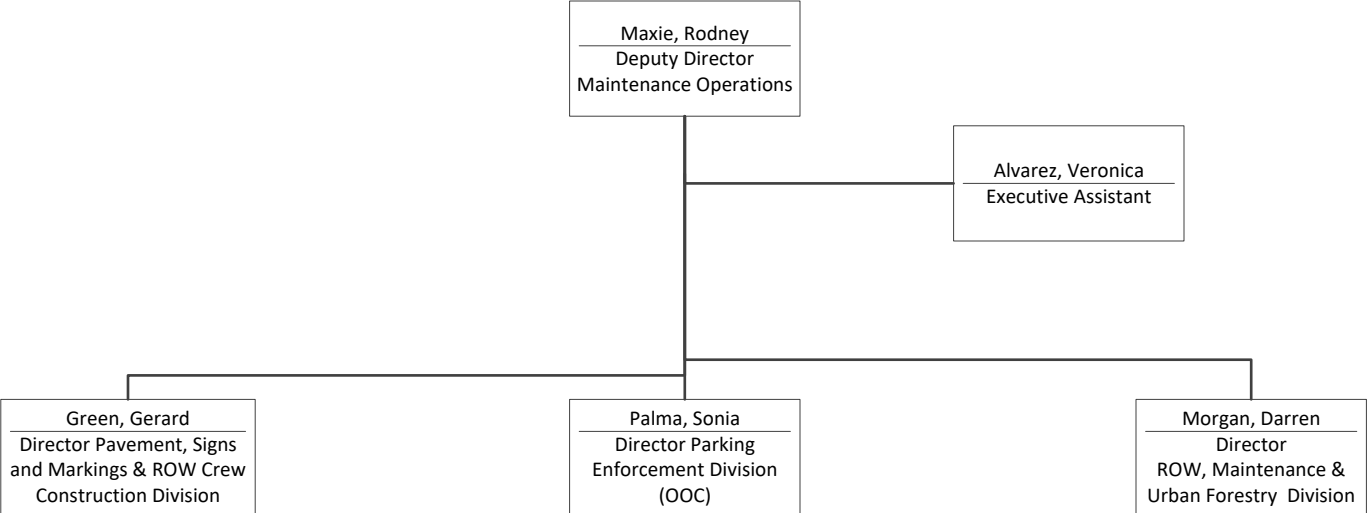 Maxie, Rodney
Deputy Director
Maintenance Operations
Alvarez, Veronica
Executive Assistant
Green, Gerard
Director Pavement, Signs
and Markings & ROW Crew
Construction Division
Palma, Sonia
Director Parking
Enforcement Division
(OOC)
Morgan, Darren
Director
ROW, Maintenance &
Urban Forestry  Division